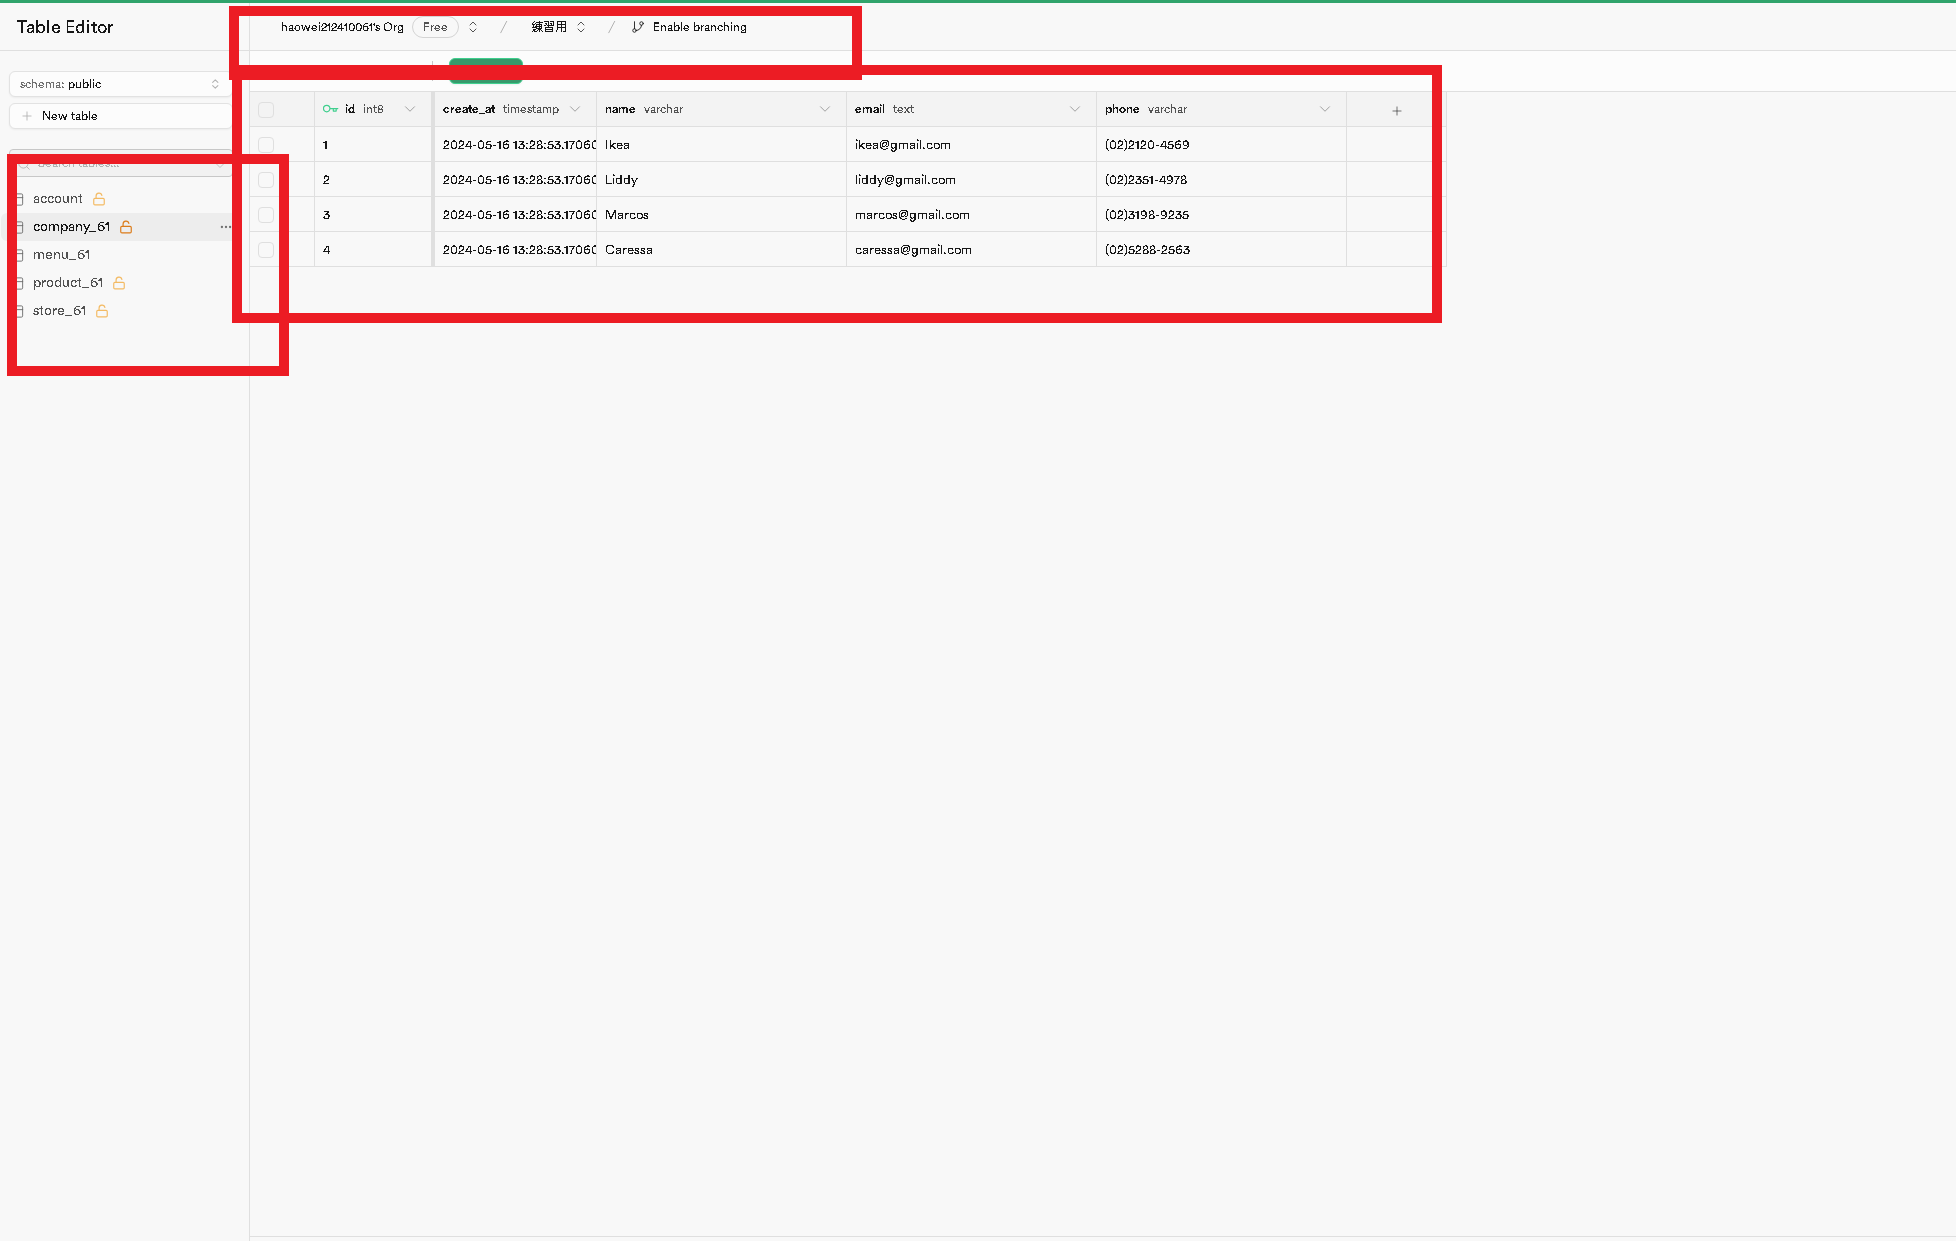 Table Editor
haowei212410061's Org Free / 練習用 / Enable branching
schema: public
New table
Search tables...
account
company_61
menu_61
product_61
store_61
id int8 create_at timestamp name varchar email text phone varchar
1 2024-05-16 13:28:53.17060 Ikea ikea@gmail.com (02)2120-4569
2 2024-05-16 13:28:53.17060 Liddy liddy@gmail.com (02)2351-4978
3 2024-05-16 13:28:53.17060 Marcos marcos@gmail.com (02)3198-9235
4 2024-05-16 13:28:53.17060 Caressa caressa@gmail.com (02)5288-2563